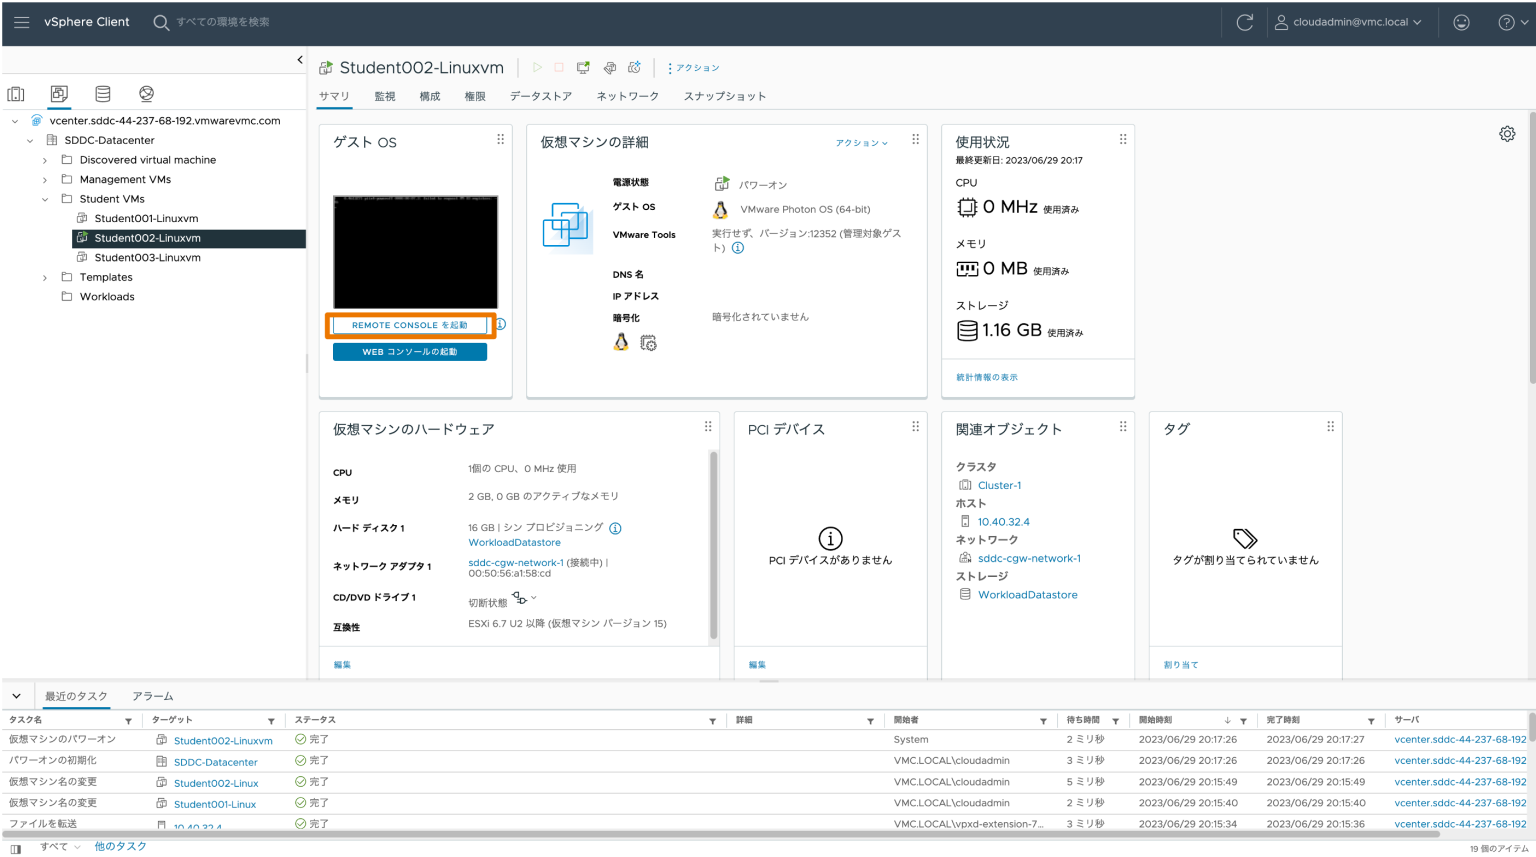 vSphere Client
すべての環境を検索
cloudadmin@vmc.local
Student002-Linuxvm
アクション
サマリ 監視 構成 権限 データストア ネットワーク スナップショット
vcenter.sddc-44-237-68-192.vmwarevmc.com
SDDC-Datacenter
Discovered virtual machine
Management VMs
Student VMs
Student001-Linuxvm
Student002-Linuxvm
Student003-Linuxvm
Templates
Workloads
ゲスト OS
REMOTE CONSOLE を起動
WEB コンソールの起動
仮想マシンの詳細
アクション
電源状態 パワーオン
ゲスト OS VMware Photon OS (64-bit)
VMware Tools 実行せず、バージョン:12352 (管理対象ゲス
ト)
DNS 名
IP アドレス
暗号化 暗号化されていません
使用状況
最終更新日: 2023/06/29 20:17
CPU
0 MHz 使用済み
メモリ
0 MB 使用済み
ストレージ
1.16 GB 使用済み
統計情報の表示
仮想マシンのハードウェア
CPU 1個の CPU、0 MHz 使用
メモリ 2 GB, 0 GB のアクティブなメモリ
ハード ディスク 1 16 GB | シン プロビジョニング
WorkloadDatastore
ネットワーク アダプタ 1 sddc-cgw-network-1 (接続中) |
00:50:56:a1:58:cd
CD/DVD ドライブ 1 切断状態
互換性 ESXi 6.7 U2 以降 (仮想マシン バージョン 15)
編集
PCI デバイス
PCI デバイスがありません
編集
関連オブジェクト
クラスタ
Cluster-1
ホスト
10.40.32.4
ネットワーク
sddc-cgw-network-1
ストレージ
WorkloadDatastore
タグ
タグが割り当てられていません
割り当て
最近のタスク アラーム
タスク名 ターゲット ステータス 詳細 開始者 待ち時間 開始時刻 完了時刻 サーバ
仮想マシンのパワーオン Student002-Linuxvm 完了 System 2 ミリ秒 2023/06/29 20:17:26 2023/06/29 20:17:27 vcenter.sddc-44-237-68-192
パワーオンの初期化 SDDC-Datacenter 完了 VMC.LOCAL\cloudadmin 3 ミリ秒 2023/06/29 20:17:26 2023/06/29 20:17:26 vcenter.sddc-44-237-68-192
仮想マシン名の変更 Student002-Linux 完了 VMC.LOCAL\cloudadmin 5 ミリ秒 2023/06/29 20:15:49 2023/06/29 20:15:49 vcenter.sddc-44-237-68-192
仮想マシン名の変更 Student001-Linux 完了 VMC.LOCAL\cloudadmin 2 ミリ秒 2023/06/29 20:15:40 2023/06/29 20:15:40 vcenter.sddc-44-237-68-192
ファイルを転送 10.40.32.4 完了 VMC.LOCAL\vpxd-extension-7... 3 ミリ秒 2023/06/29 20:15:34 2023/06/29 20:15:36 vcenter.sddc-44-237-68-192
すべて 他のタスク
19 個のアイテム